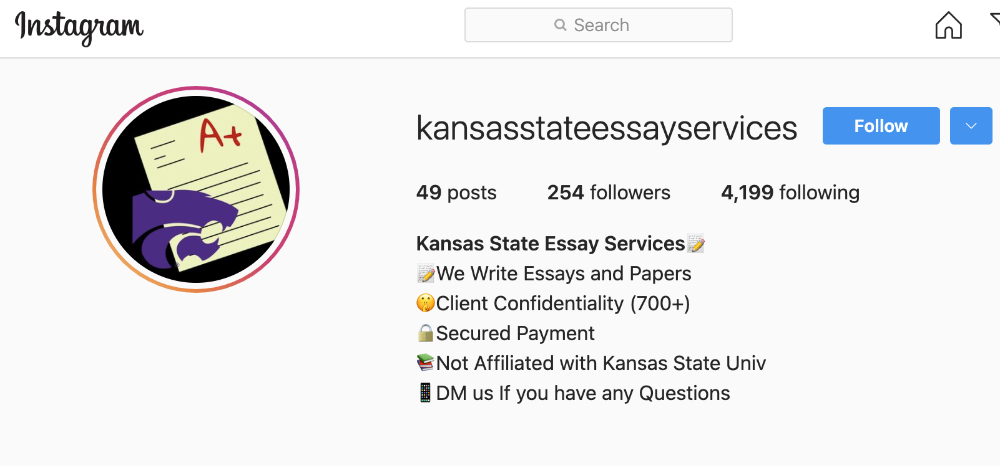 Instagram
Search
A+
kansasstateessayservices Follow
49 posts 254 followers 4,199 following
Kansas State Essay Services📝
📝We Write Essays and Papers
🤫Client Confidentiality (700+)
🔒Secured Payment
📚Not Affiliated with Kansas State Univ
📱DM us If you have any Questions